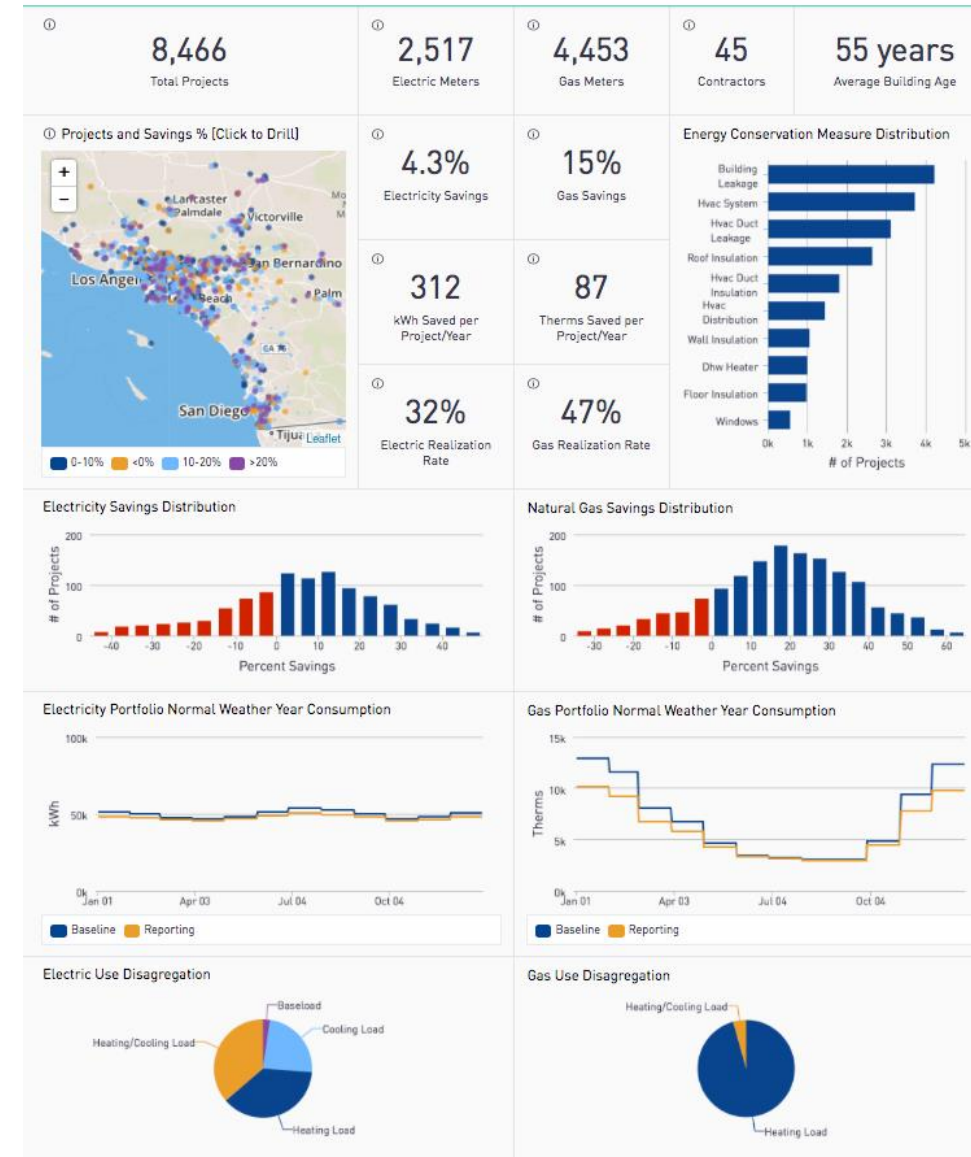 8,466
Total Projects
2,517
Electric Meters
4,453
Gas Meters
45
Contractors
55 years
Average Building Age
Projects and Savings % [Click to Drill]
+
−
Lancaster
Palmdale
Victorville
San Bernardino
Los Angel
Beach
Palm
San Diego
Tijua
Leaflet
0-10% <0% 10-20% >20%
4.3%
Electricity Savings
15%
Gas Savings
312
kWh Saved per
Project/Year
87
Therms Saved per
Project/Year
32%
Electric Realization
Rate
47%
Gas Realization Rate
Energy Conservation Measure Distribution
Building
Leakage
Hvac System
Hvac Duct
Leakage
Roof Insulation
Hvac Duct
Insulation
Hvac
Distribution
Wall Insulation
Dhw Heater
Floor Insulation
Windows
0k 1k 2k 3k 4k 5k
# of Projects
Electricity Savings Distribution
# of Projects
200
100
0
-40 -30 -20 -10 0 10 20 30 40
Percent Savings
Natural Gas Savings Distribution
# of Projects
200
100
0
-30 -20 -10 0 10 20 30 40 50 60
Percent Savings
Electricity Portfolio Normal Weather Year Consumption
kWh
100k
50k
0k
Jan 01 Apr 03 Jul 04 Oct 04
Baseline Reporting
Gas Portfolio Normal Weather Year Consumption
Therms
15k
10k
5k
0k
Jan 01 Apr 03 Jul 04 Oct 04
Baseline Reporting
Electric Use Disagregation
Baseload
Cooling Load
Heating/Cooling Load
Heating Load
Gas Use Disagregation
Heating/Cooling Load
Heating Load